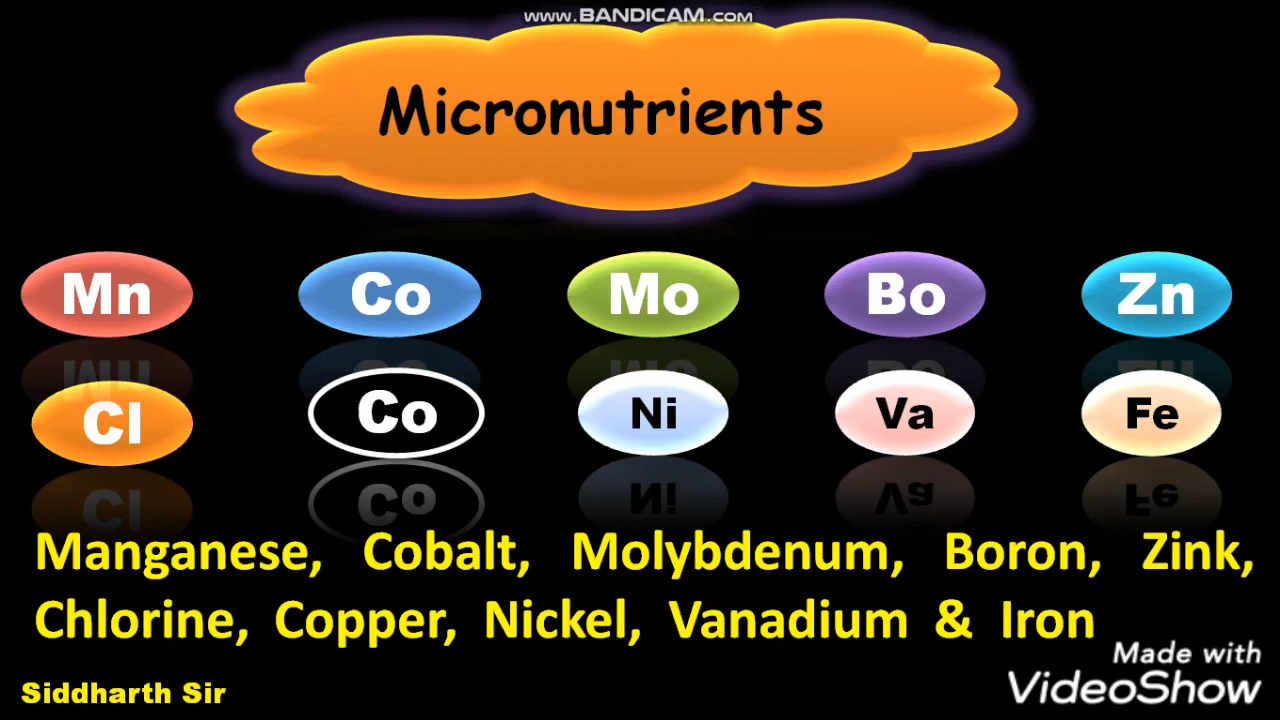 www.BANDICAM.com
Micronutrients
Mn Co Mo Bo Zn
Cl Co Ni Va Fe
Manganese, Cobalt, Molybdenum, Boron, Zink,
Chlorine, Copper, Nickel, Vanadium & Iron
Made with
VideoShow
Siddharth Sir